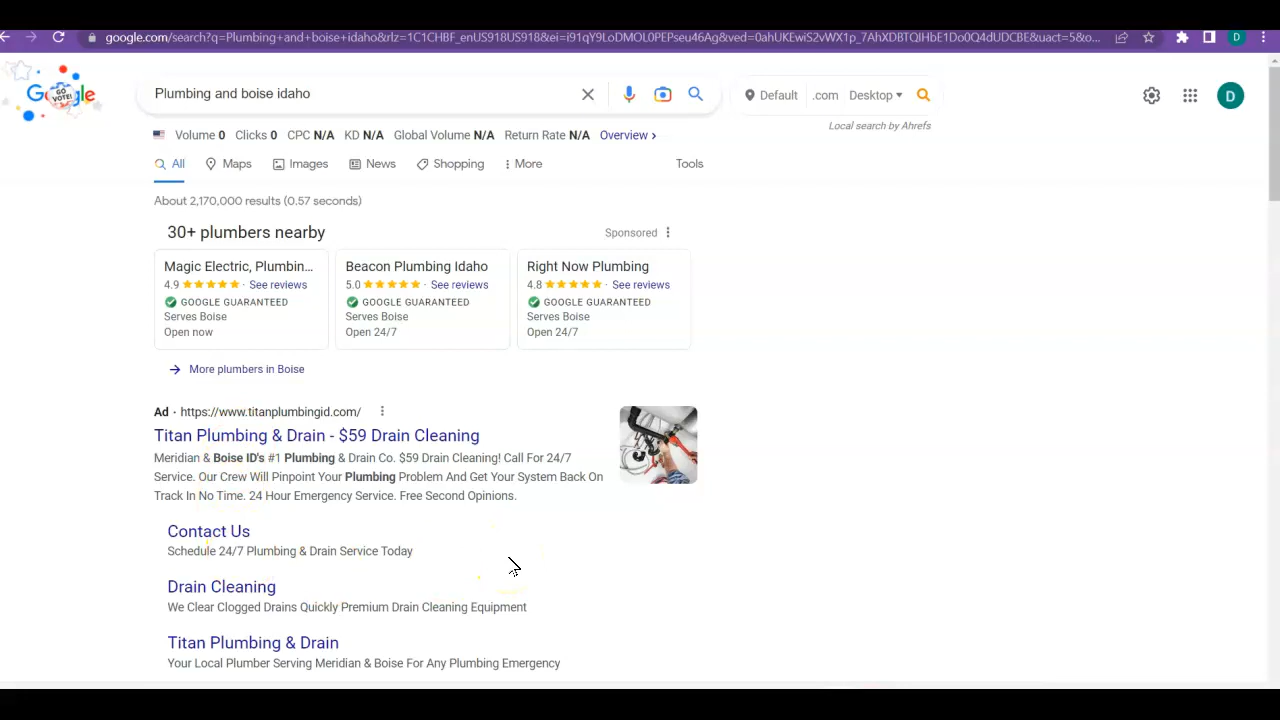 google.com/search?q=Plumbing+and+boise+idaho&rlz=1C1CHBF_enUS918US918&ei=i91qY9LoDMOL0PEPseu46Ag&ved=0ahUKEwiS2vWX1p_7AhXDBTQIHbE1Do0Q4dUDCBE&uact=5&o...
D
Google
GO VOTE!
Plumbing and boise idaho
Default .com Desktop
D
Local search by Ahrefs
Volume 0 Clicks 0 CPC N/A KD N/A Global Volume N/A Return Rate N/A Overview ›
All Maps Images News Shopping More Tools
About 2,170,000 results (0.57 seconds)
30+ plumbers nearby Sponsored
Magic Electric, Plumbin... Beacon Plumbing Idaho Right Now Plumbing
4.9 · See reviews 5.0 · See reviews 4.8 · See reviews
GOOGLE GUARANTEED GOOGLE GUARANTEED GOOGLE GUARANTEED
Serves Boise Serves Boise Serves Boise
Open now Open 24/7 Open 24/7
More plumbers in Boise
Ad · https://www.titanplumbingid.com/
Titan Plumbing & Drain - $59 Drain Cleaning
Meridian & Boise ID's #1 Plumbing & Drain Co. $59 Drain Cleaning! Call For 24/7
Service. Our Crew Will Pinpoint Your Plumbing Problem And Get Your System Back On
Track In No Time. 24 Hour Emergency Service. Free Second Opinions.
Contact Us
Schedule 24/7 Plumbing & Drain Service Today
Drain Cleaning
We Clear Clogged Drains Quickly Premium Drain Cleaning Equipment
Titan Plumbing & Drain
Your Local Plumber Serving Meridian & Boise For Any Plumbing Emergency